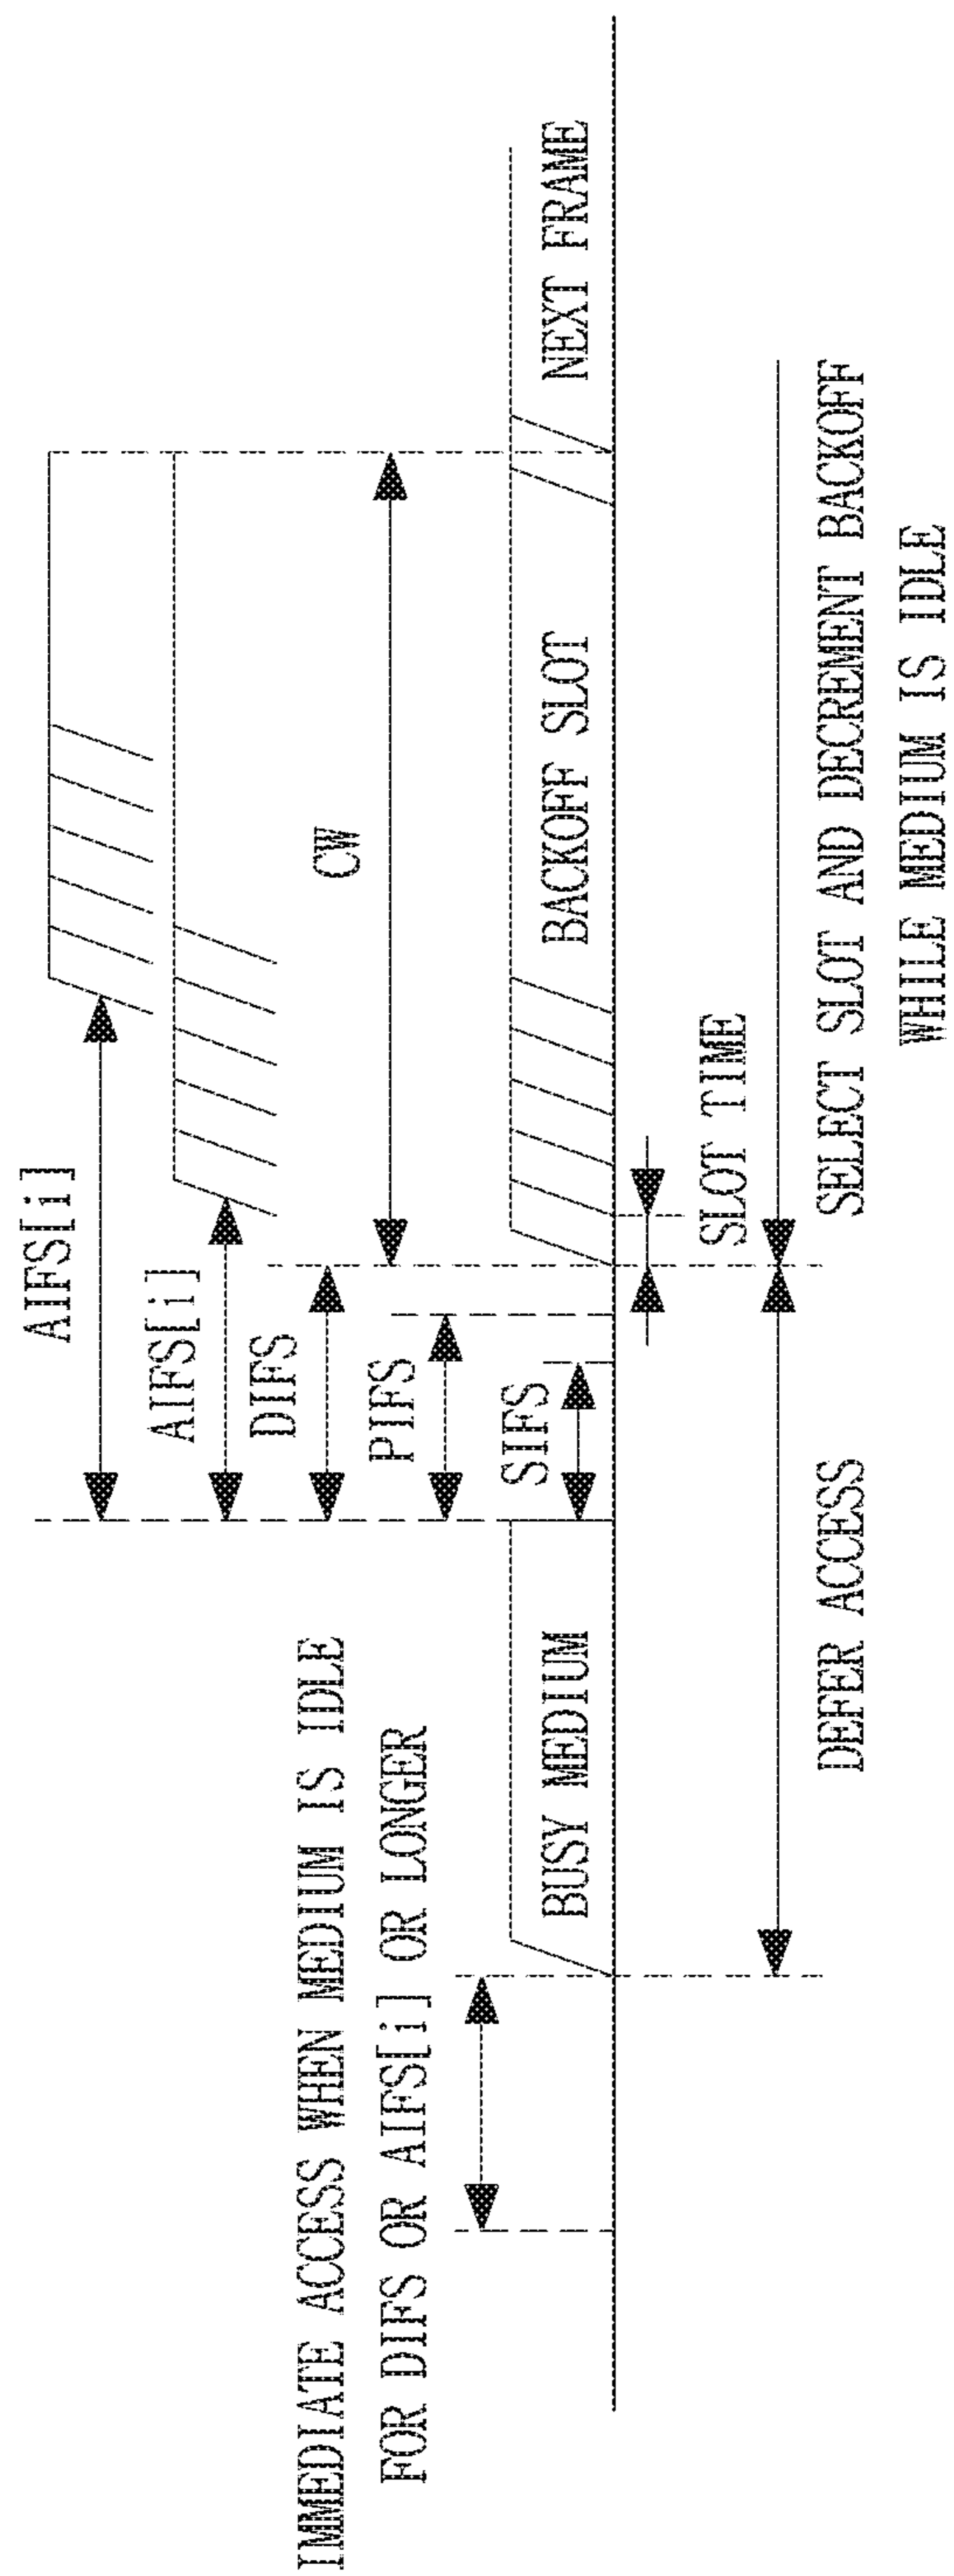 AIFS[i]
AIFS[i]
DIFS
PIFS
SIFS
CW
IMMEDIATE ACCESS WHEN MEDIUM IS IDLE
FOR DIFS OR AIFS[i] OR LONGER
BUSY MEDIUM
BACKOFF SLOT
NEXT FRAME
SLOT TIME
DEFER ACCESS
SELECT SLOT AND DECREMENT BACKOFF
WHILE MEDIUM IS IDLE